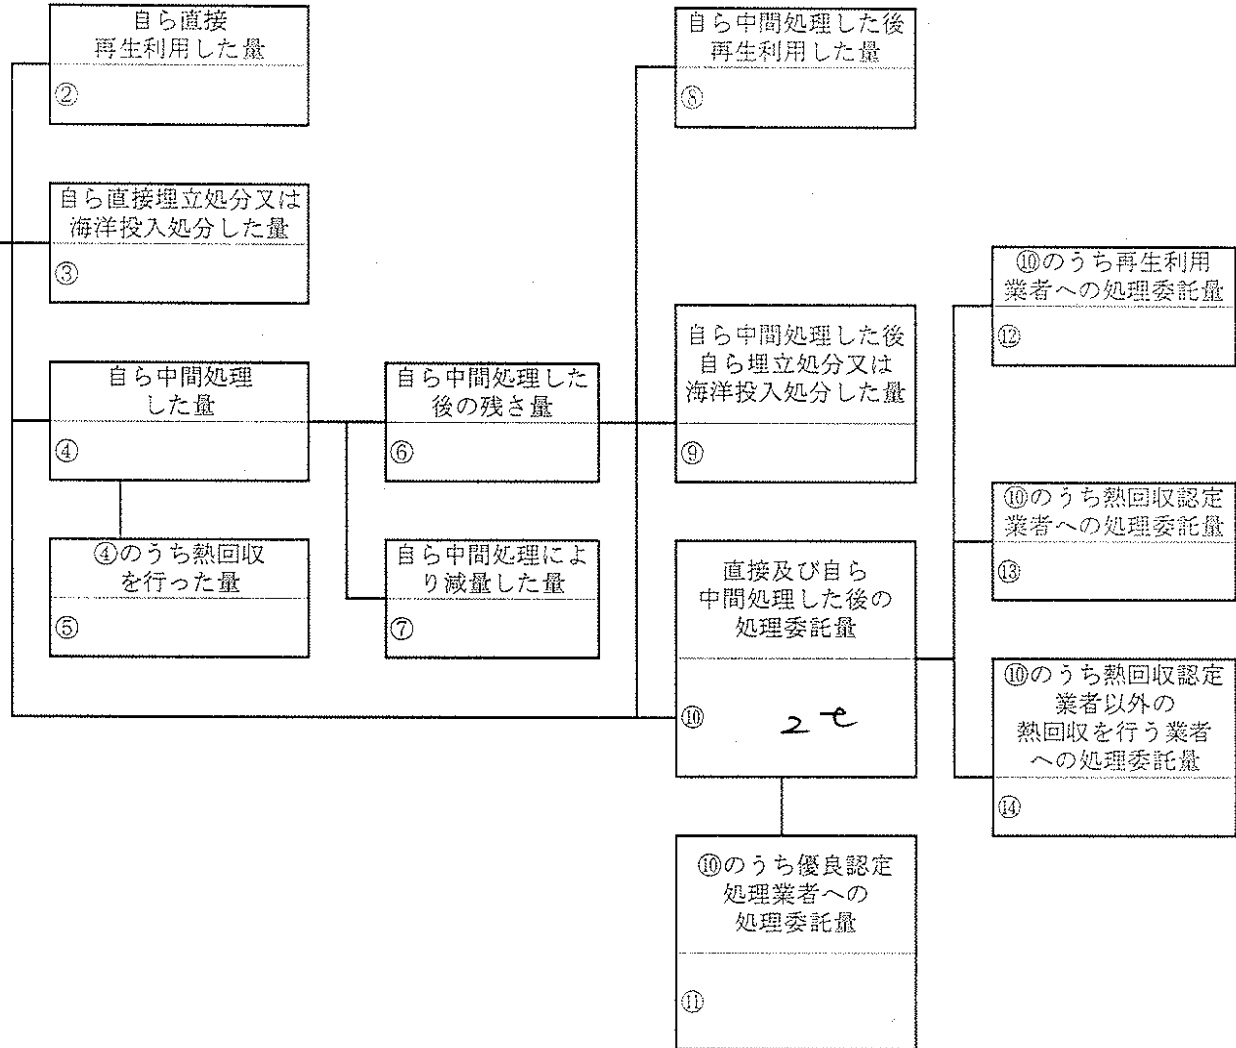 自ら直接
再生利用した量
②
自ら中間処理した後
再生利用した量
⑧
自ら直接埋立処分又は
海洋投入処分した量
③
⑩のうち再生利用
業者への処理委託量
⑫
自ら中間処理
した量
④
自ら中間処理した
後の残さ量
⑥
自ら中間処理した後
自ら埋立処分又は
海洋投入処分した量
⑨
⑩のうち熱回収認定
業者への処理委託量
⑬
④のうち熱回収
を行った量
⑤
自ら中間処理によ
り減量した量
⑦
直接及び自ら
中間処理した後の
処理委託量
⑩ 2 t
⑩のうち熱回収認定
業者以外の
熱回収を行う業者
への処理委託量
⑭
⑩のうち優良認定
処理業者への
処理委託量
⑪